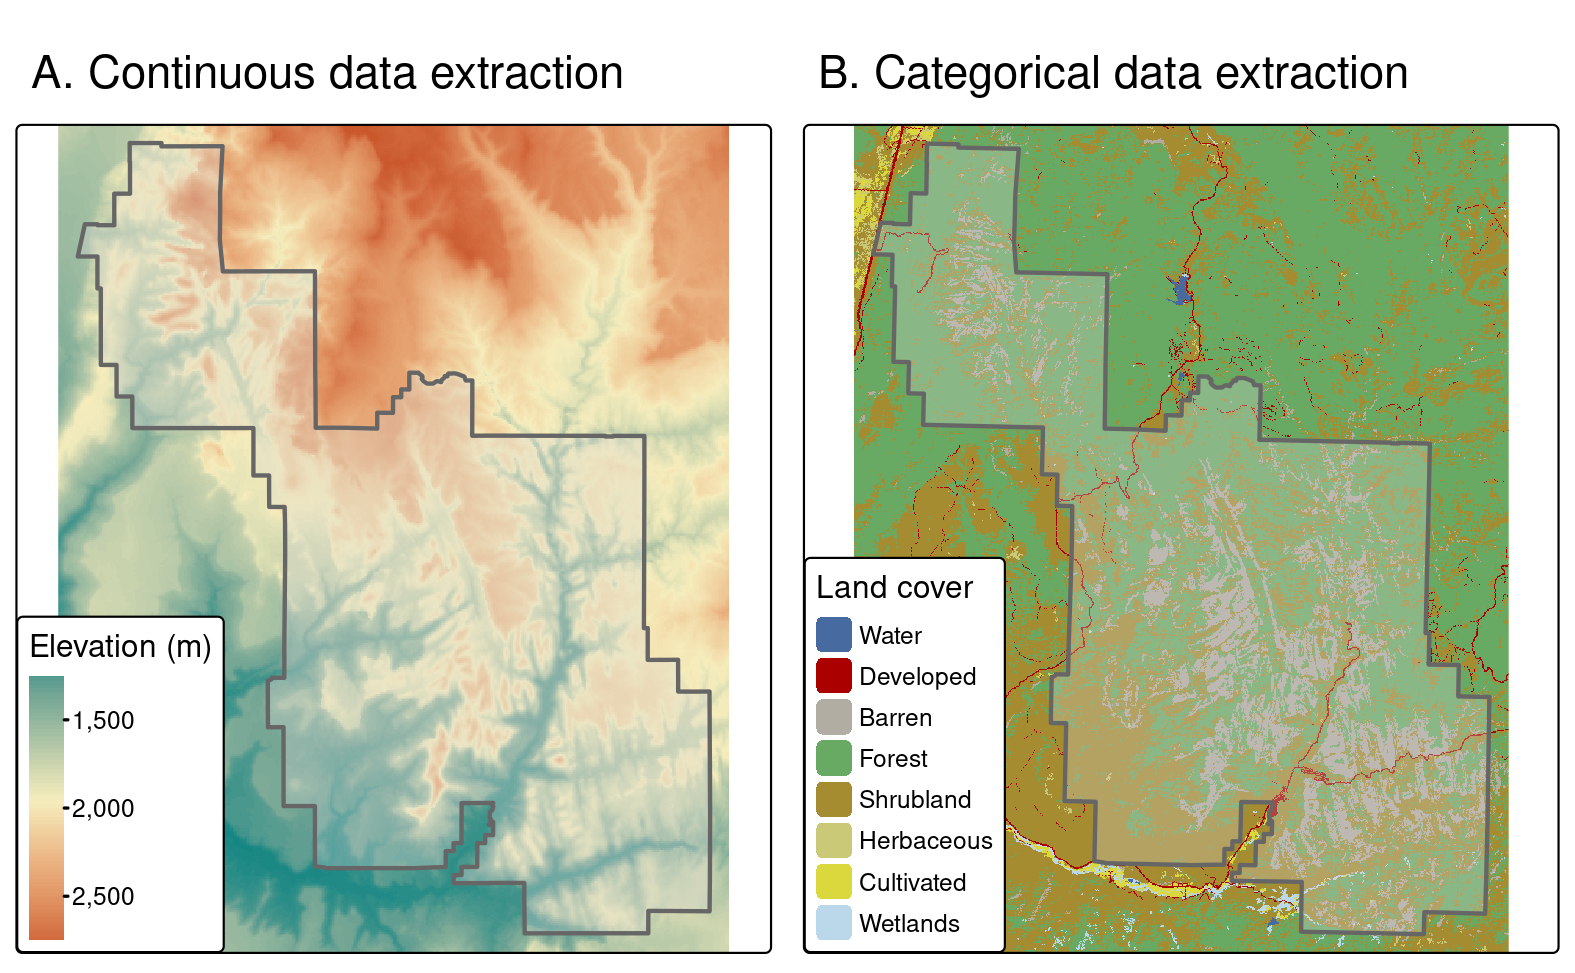 A. Continuous data extraction
B. Categorical data extraction
Elevation (m)
1,500
2,000
2,500
Land cover
Water
Developed
Barren
Forest
Shrubland
Herbaceous
Cultivated
Wetlands